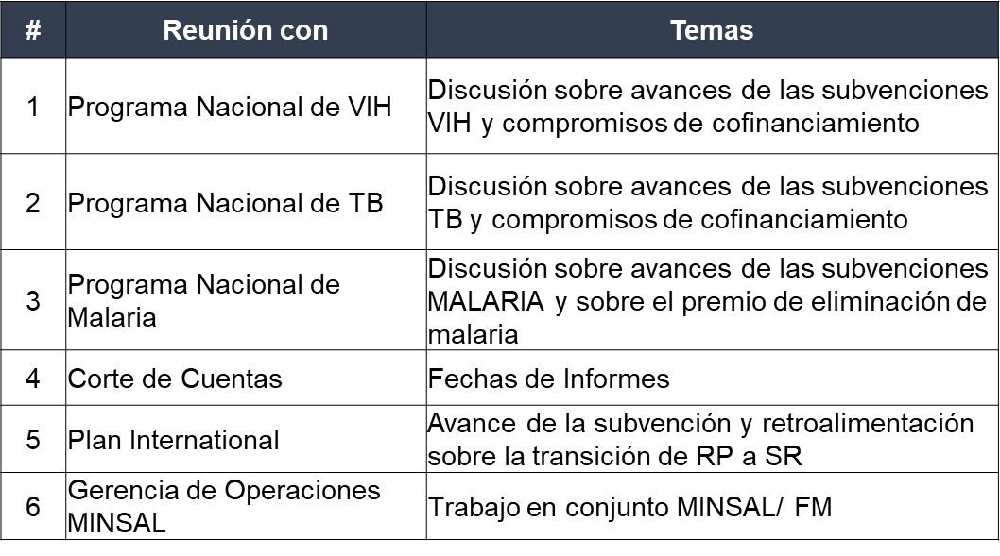 # Reunión con Temas
1 Programa Nacional de VIH
Discusión sobre avances de las subvenciones
VIH y compromisos de cofinanciamiento
2 Programa Nacional de TB
Discusión sobre avances de las subvenciones
TB y compromisos de cofinanciamiento
3 Programa Nacional de
Malaria
Discusión sobre avances de las subvenciones
MALARIA y sobre el premio de eliminación de
malaria
4 Corte de Cuentas
Fechas de Informes
5 Plan International
Avance de la subvención y retroalimentación
sobre la transición de RP a SR
6 Gerencia de Operaciones
MINSAL
Trabajo en conjunto MINSAL/ FM